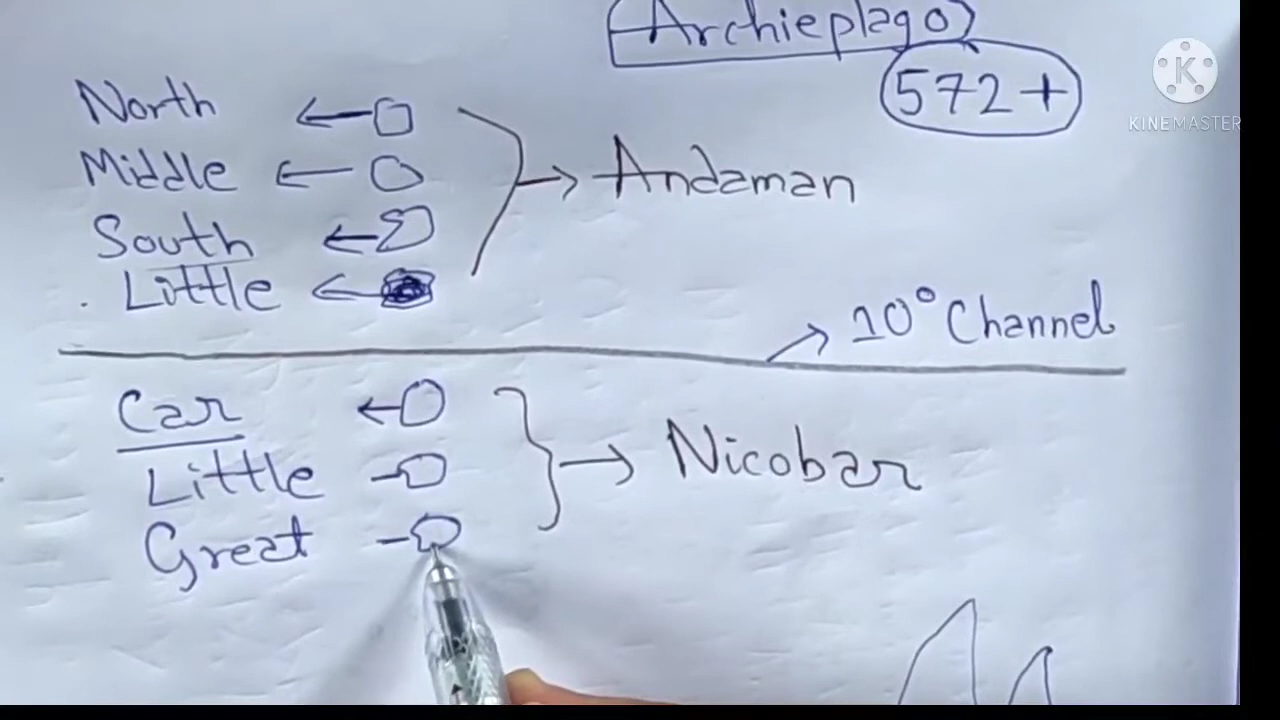 Archieplago
572+
North
Middle
South
Little
Andaman
10° Channel
Car
Little
Great
Nicobar
K
KINEMASTER